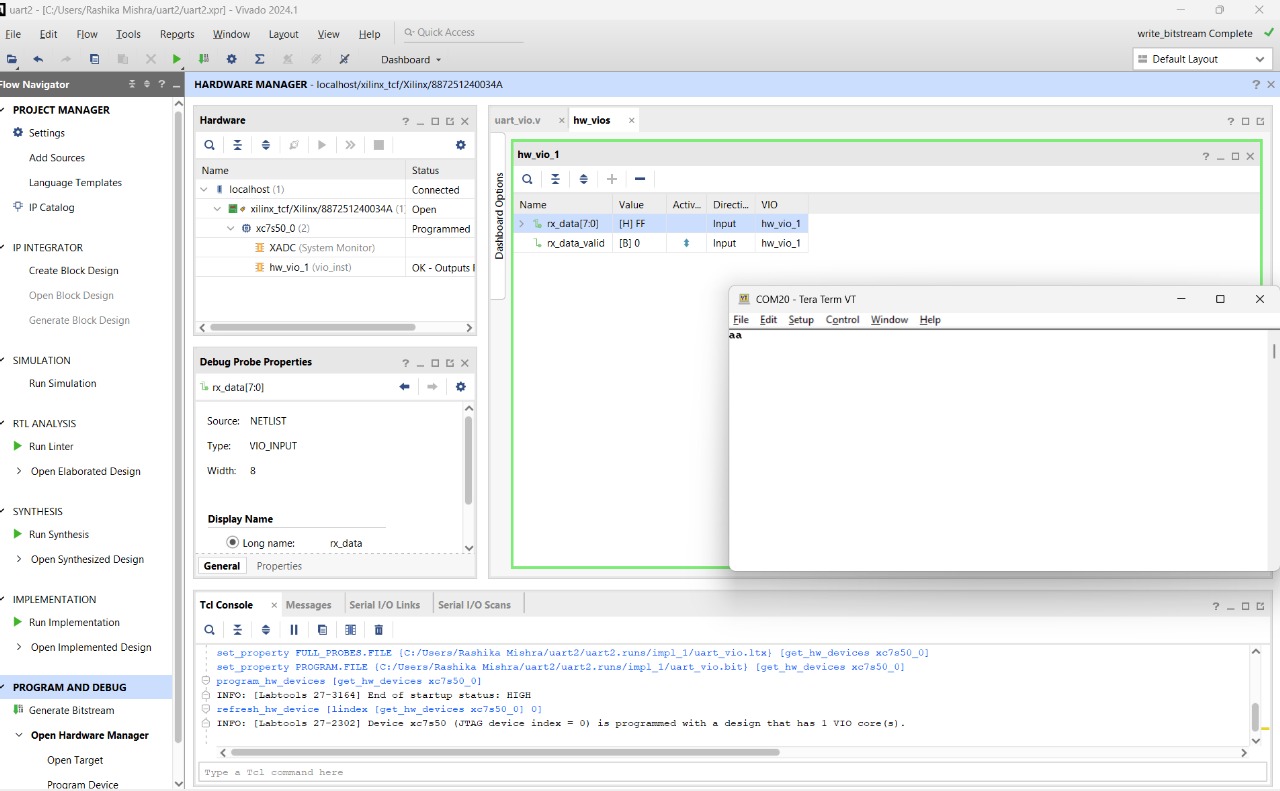 uart2 - [C:/Users/Rashika Mishra/uart2/uart2.xpr] - Vivado 2024.1
File Edit Flow Tools Reports Window Layout View Help Quick Access
write_bitstream Complete
Dashboard
Default Layout
Flow Navigator
HARDWARE MANAGER - localhost/xilinx_tcf/Xilinx/887251240034A
PROJECT MANAGER
Settings
Add Sources
Language Templates
IP Catalog
IP INTEGRATOR
Create Block Design
Open Block Design
Generate Block Design
SIMULATION
Run Simulation
RTL ANALYSIS
Run Linter
Open Elaborated Design
SYNTHESIS
Run Synthesis
Open Synthesized Design
IMPLEMENTATION
Run Implementation
Open Implemented Design
PROGRAM AND DEBUG
Generate Bitstream
Open Hardware Manager
Open Target
Program Device
Hardware
Name Status
localhost (1) Connected
xilinx_tcf/Xilinx/887251240034A (1 Open
xc7s50_0 (2) Programmed
XADC (System Monitor)
hw_vio_1 (vio_inst) OK - Outputs
Debug Probe Properties
rx_data[7:0]
Source: NETLIST
Type: VIO_INPUT
Width: 8
Display Name
Long name: rx_data
General Properties
uart_vio.v hw_vios
Dashboard Options
hw_vio_1
Name Value Activ... Directi... VIO
rx_data[7:0] [H] FF Input hw_vio_1
rx_data_valid [B] 0 Input hw_vio_1
COM20 - Tera Term VT
File Edit Setup Control Window Help
aa
Tcl Console Messages Serial I/O Links Serial I/O Scans
set_property FULL_PROBES.FILE {C:/Users/Rashika Mishra/uart2/uart2.runs/impl_1/uart_vio.ltx} [get_hw_devices xc7s50_0]
set_property PROGRAM.FILE {C:/Users/Rashika Mishra/uart2/uart2.runs/impl_1/uart_vio.bit} [get_hw_devices xc7s50_0]
program_hw_devices [get_hw_devices xc7s50_0]
INFO: [Labtools 27-3164] End of startup status: HIGH
refresh_hw_device [lindex [get_hw_devices xc7s50_0] 0]
INFO: [Labtools 27-2302] Device xc7s50 (JTAG device index = 0) is programmed with a design that has 1 VIO core(s).
Type a Tcl command here